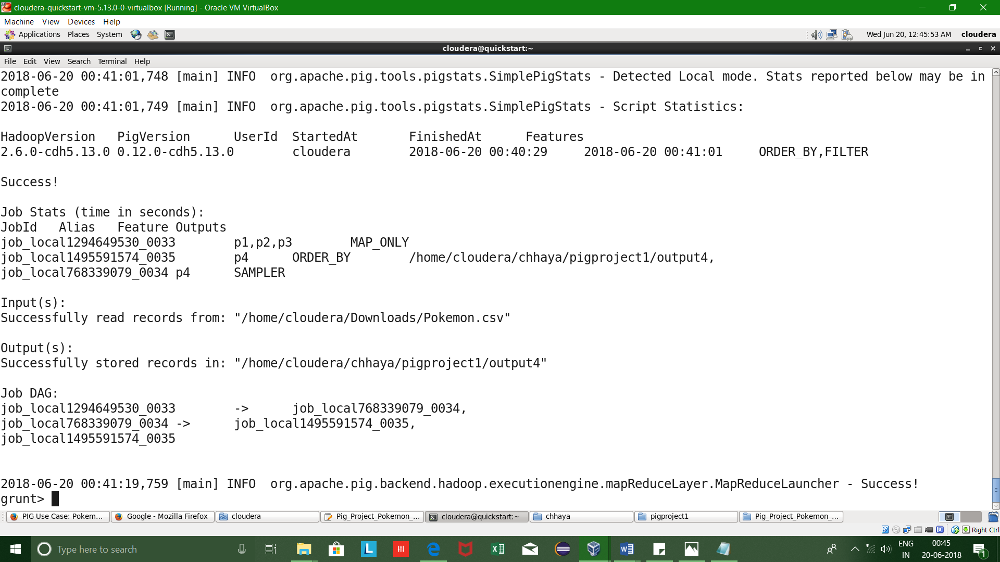 cloudera-quickstart-vm-5.13.0-0-virtualbox [Running] - Oracle VM VirtualBox
Machine View Devices Help
Applications Places System Wed Jun 20, 12:45:53 AM cloudera
cloudera@quickstart:~
File Edit View Search Terminal Help
2018-06-20 00:41:01,748 [main] INFO  org.apache.pig.tools.pigstats.SimplePigStats - Detected Local mode. Stats reported below may be in
complete
2018-06-20 00:41:01,749 [main] INFO  org.apache.pig.tools.pigstats.SimplePigStats - Script Statistics:
HadoopVersion PigVersion UserId StartedAt FinishedAt Features
2.6.0-cdh5.13.0 0.12.0-cdh5.13.0 cloudera 2018-06-20 00:40:29 2018-06-20 00:41:01 ORDER_BY,FILTER
Success!
Job Stats (time in seconds):
JobId Alias Feature Outputs
job_local1294649530_0033 p1,p2,p3 MAP_ONLY
job_local1495591574_0035 p4 ORDER_BY /home/cloudera/chhaya/pigproject1/output4,
job_local768339079_0034 p4 SAMPLER
Input(s):
Successfully read records from: "/home/cloudera/Downloads/Pokemon.csv"
Output(s):
Successfully stored records in: "/home/cloudera/chhaya/pigproject1/output4"
Job DAG:
job_local1294649530_0033 -> job_local768339079_0034,
job_local768339079_0034 -> job_local1495591574_0035,
job_local1495591574_0035
2018-06-20 00:41:19,759 [main] INFO  org.apache.pig.backend.hadoop.executionengine.mapReduceLayer.MapReduceLauncher - Success!
grunt>
PIG Use Case: Pokem... Google - Mozilla Firefox cloudera Pig_Project_Pokemon_... cloudera@quickstart:~ chhaya pigproject1 Pig_Project_Pokemon_...
Right Ctrl
Type here to search
ENG 00:45
IN 20-06-2018 1